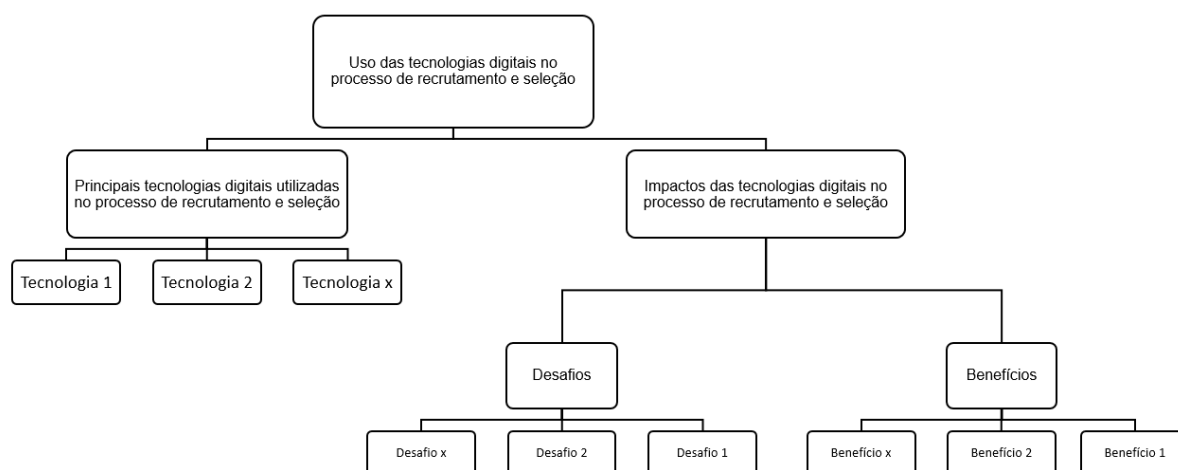 Uso das tecnologias digitais no
processo de recrutamento e seleção
Principais tecnologias digitais utilizadas
no processo de recrutamento e seleção
Impactos das tecnologias digitais no
processo de recrutamento e seleção
Tecnologia 1
Tecnologia 2
Tecnologia x
Desafios
Benefícios
Desafio x
Desafio 2
Desafio 1
Benefício x
Benefício 2
Benefício 1